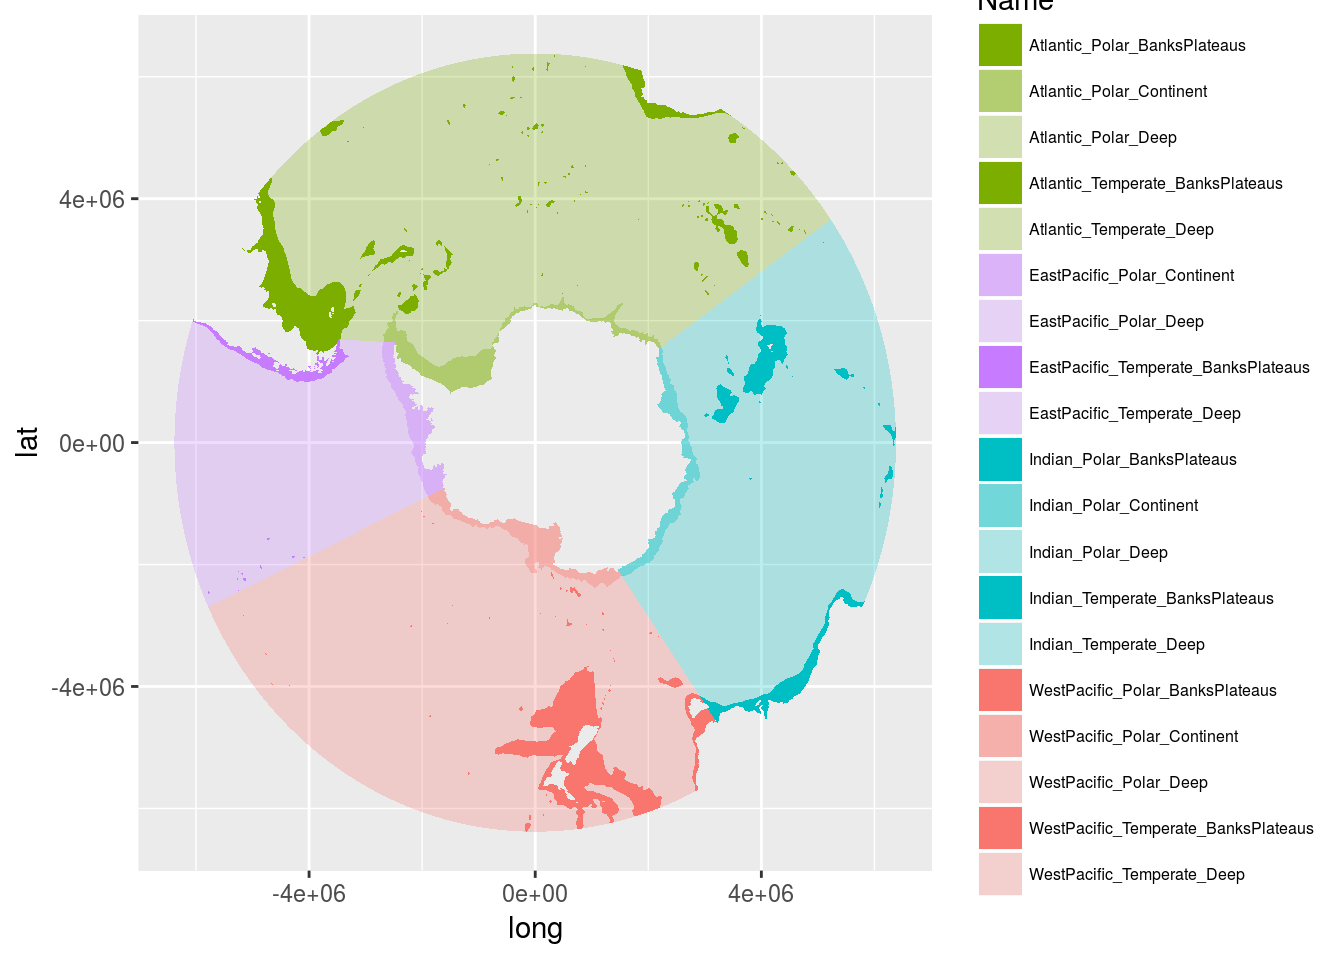 Name
Atlantic_Polar_BanksPlateaus
Atlantic_Polar_Continent
Atlantic_Polar_Deep
Atlantic_Temperate_BanksPlateaus
Atlantic_Temperate_Deep
EastPacific_Polar_Continent
EastPacific_Polar_Deep
EastPacific_Temperate_BanksPlateaus
EastPacific_Temperate_Deep
Indian_Polar_BanksPlateaus
Indian_Polar_Continent
Indian_Polar_Deep
Indian_Temperate_BanksPlateaus
Indian_Temperate_Deep
WestPacific_Polar_BanksPlateaus
WestPacific_Polar_Continent
WestPacific_Polar_Deep
WestPacific_Temperate_BanksPlateaus
WestPacific_Temperate_Deep
4e+06
0e+00
-4e+06
lat
-4e+06
0e+00
4e+06
long